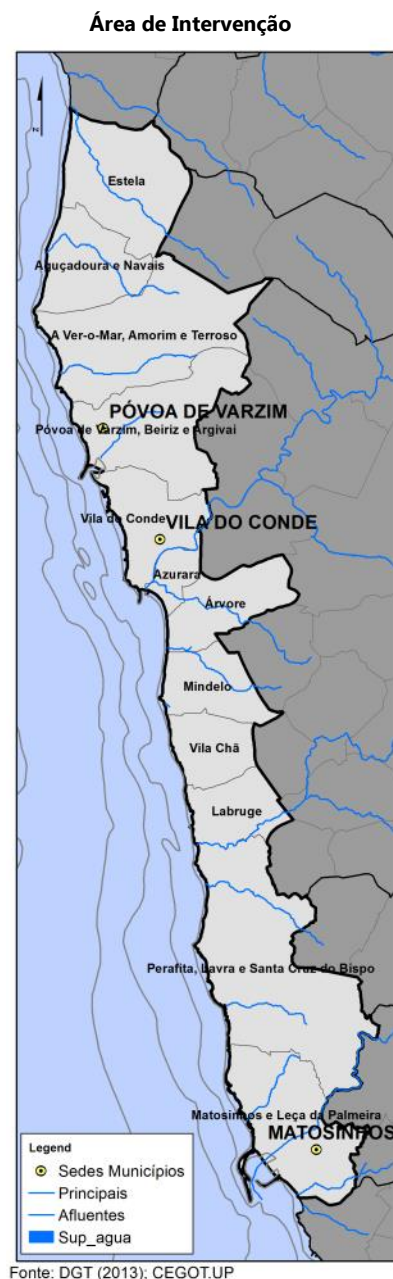 Área de Intervenção
z
Estela
Aguçadoura e Navais
A Ver-o-Mar, Amorim e Terroso
PÓVOA DE VARZIM
Póvoa de Varzim, Beiriz e Argivai
Vila do Conde
VILA DO CONDE
Azurara
Árvore
Mindelo
Vila Chã
Labruge
Perafita, Lavra e Santa Cruz do Bispo
Matosinhos e Leça da Palmeira
MATOSINHOS
Legend
Sedes Municípios
Principais
Afluentes
Sup_agua
Fonte: DGT (2013); CEGOT.UP